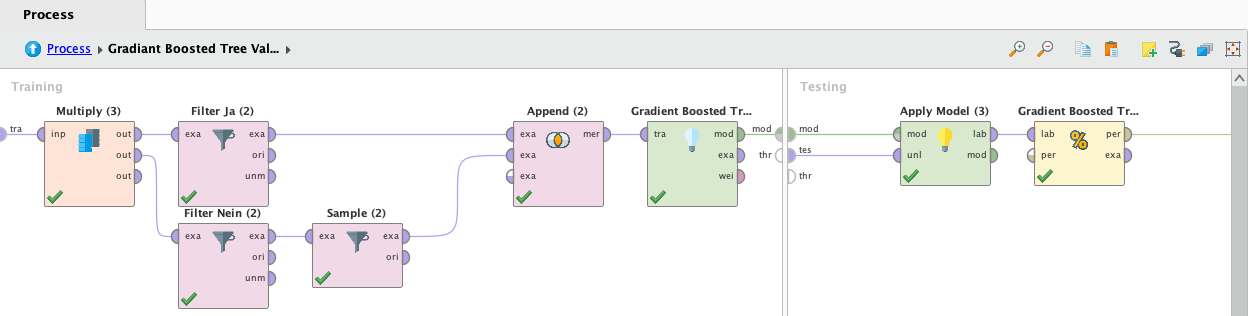 Process
Process Gradiant Boosted Tree Val...
Training
Testing
Multiply (3)
Filter Ja (2)
Append (2)
Gradient Boosted Tr...
Apply Model (3)
Gradient Boosted Tr...
tra
inp out
out
out
exa exa
ori
unm
exa mer
exa
exa
tra mod
exa
wei
mod
thr
mod
tes
thr
mod lab
unl mod
lab per
per exa
Filter Nein (2)
Sample (2)
exa exa
ori
unm
exa exa
ori